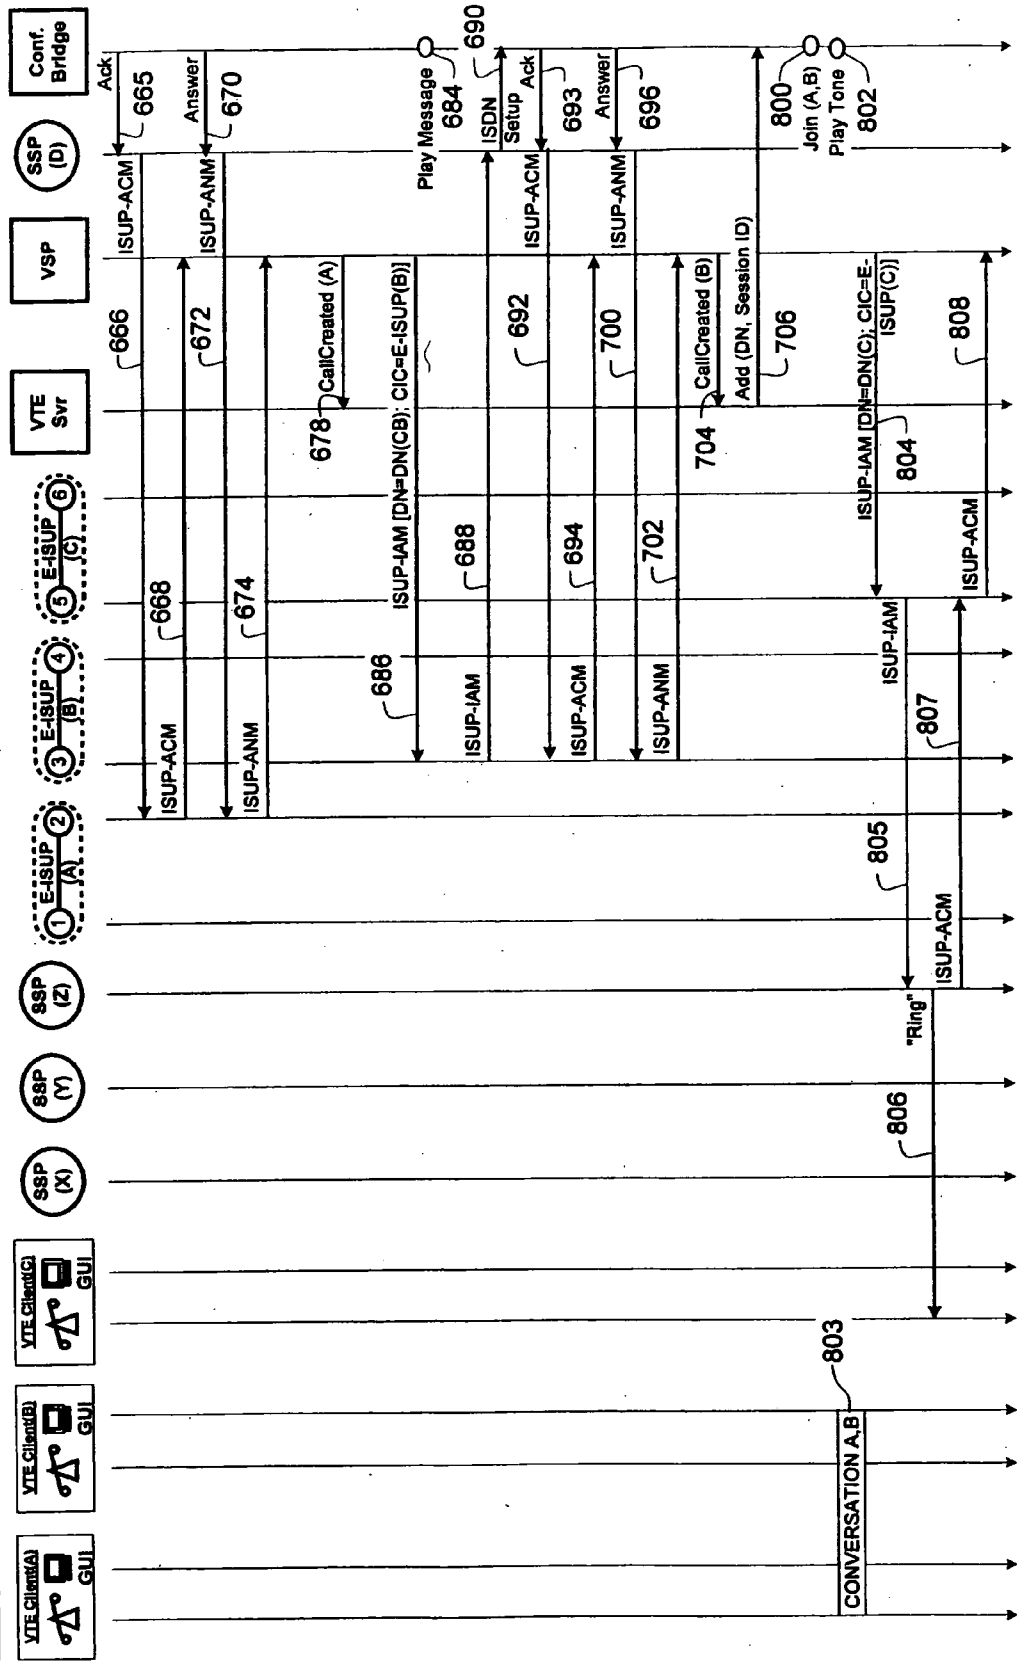 VTE Client(A)
GUI
VTE Client(B)
GUI
VTE Client(C)
GUI
SSP
(X)
SSP
(Y)
SSP
(Z)
1
E-ISUP
(A)
2
3
E-ISUP
(B)
4
5
E-ISUP
(C)
6
VTE
Svr
VSP
SSP
(D)
Conf.
Bridge
Ack
665
ISUP-ACM
666
ISUP-ACM
668
Answer
670
ISUP-ANM
672
ISUP-ANM
674
678
CallCreated (A)
Play Message
684
ISUP-IAM [DN=DN(CB); CIC=E-ISUP(B)]
686
ISUP-IAM
688
ISDN
Setup
690
Ack
693
ISUP-ACM
692
ISUP-ACM
694
Answer
696
ISUP-ANM
700
ISUP-ANM
702
704
CallCreated (B)
Add (DN, Session ID)
706
800
Join (A,B)
Play Tone
802
CONVERSATION A,B
803
ISUP-IAM [DN=DN(C); CIC=E-
ISUP(C)]
804
ISUP-IAM
805
"Ring"
806
ISUP-ACM
807
ISUP-ACM
808